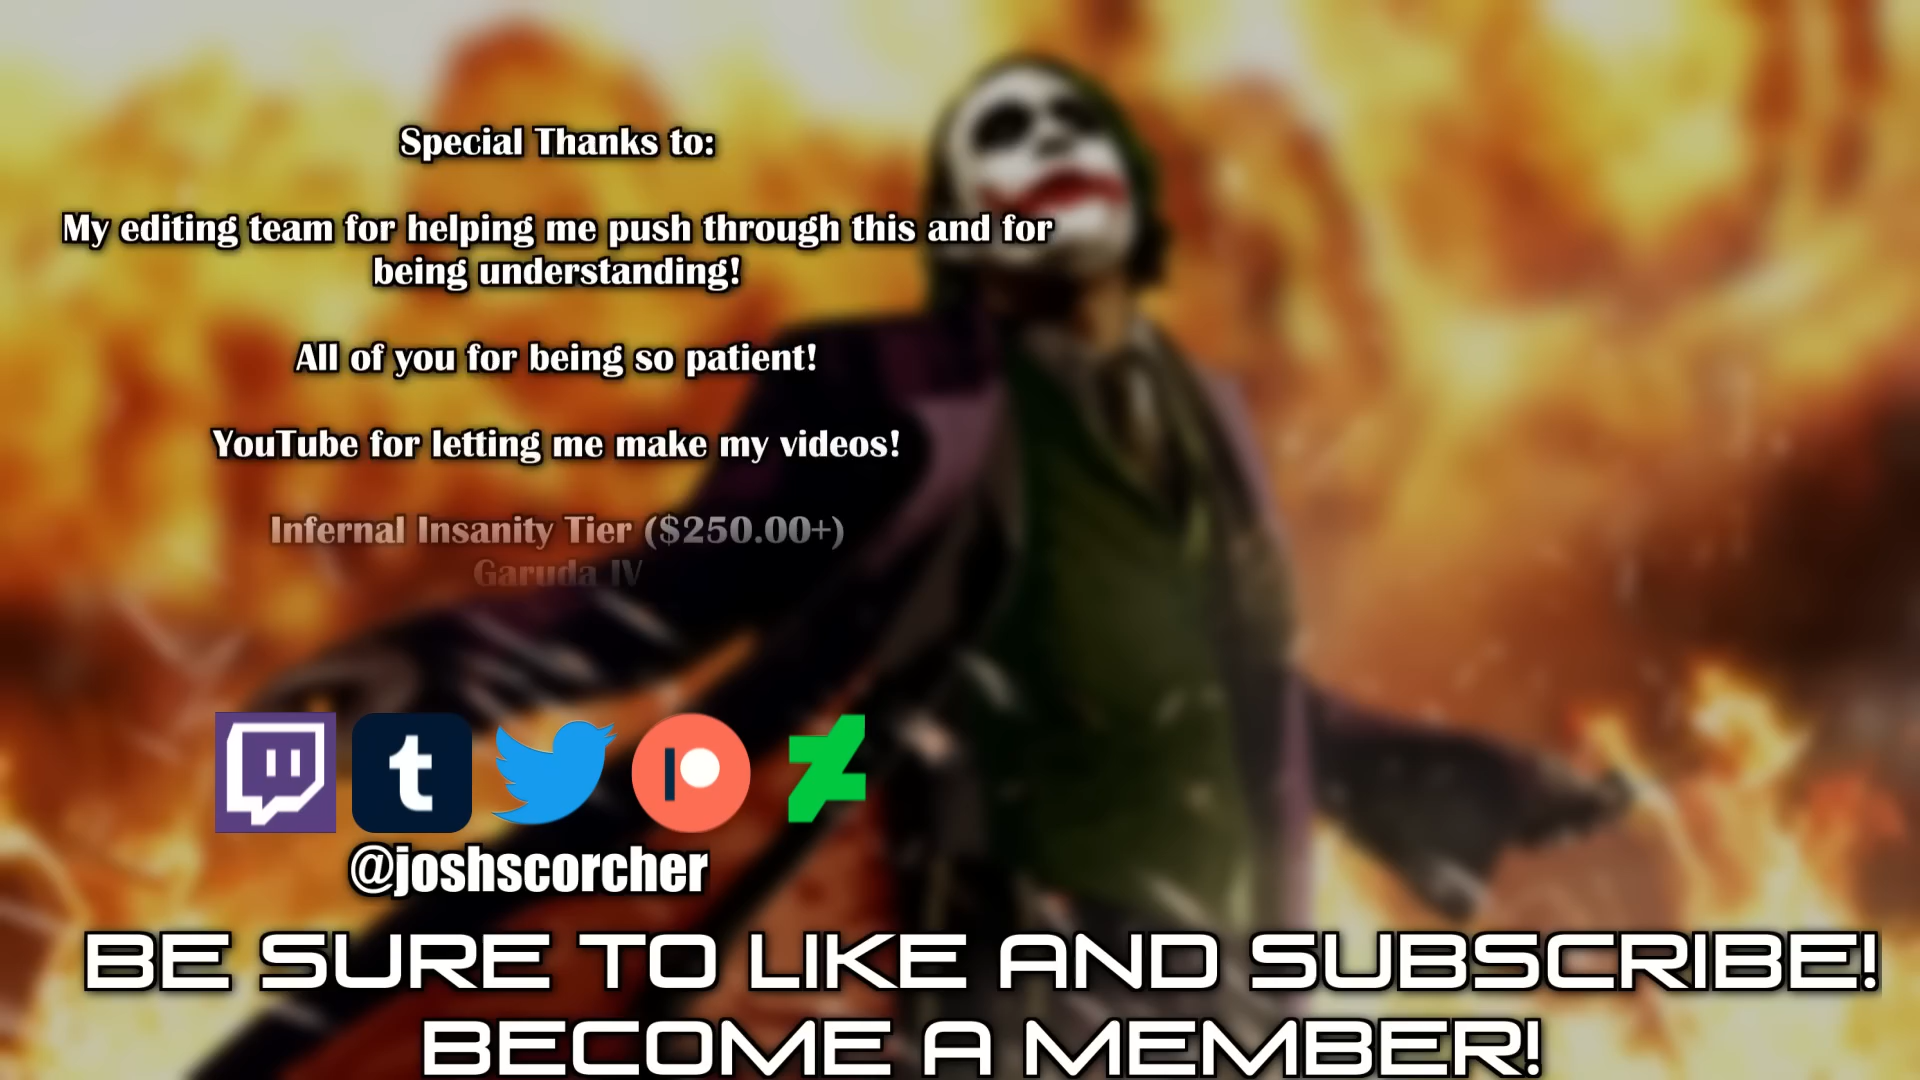 Special Thanks to:
My editing team for helping me push through this and for
being understanding!
All of you for being so patient!
YouTube for letting me make my videos!
Infernal Insanity Tier ($250.00+)
Garuda IV
@joshscorcher
BE SURE TO LIKE AND SUBSCRIBE!
BECOME A MEMBER!